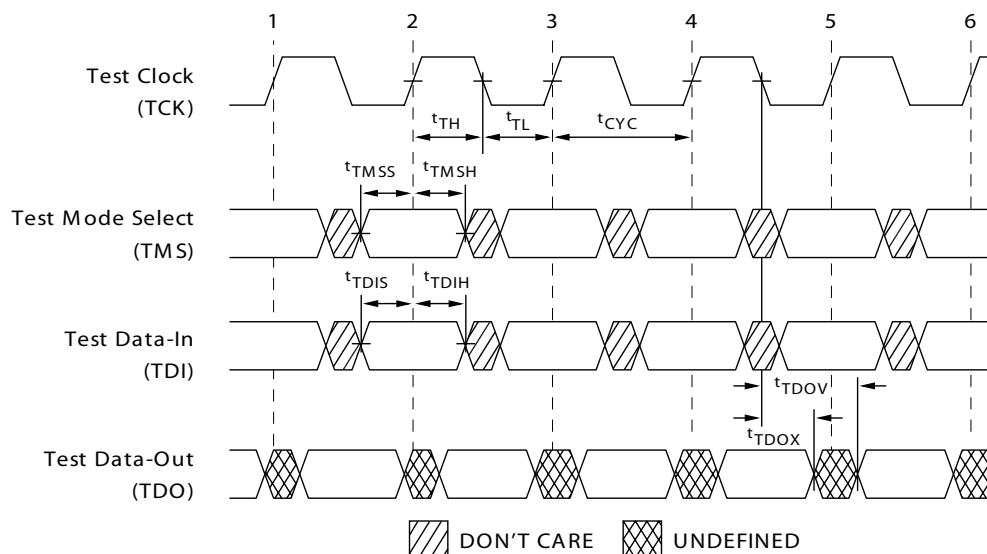 1 2 3 4 5 6
Test Clock
(TCK)
tTH tTL tCYC
tTMSS tTMSH
Test Mode Select
(TMS)
tTDIS tTDIH
Test Data-In
(TDI)
tTDOV
tTDOX
Test Data-Out
(TDO)
DON'T CARE UNDEFINED